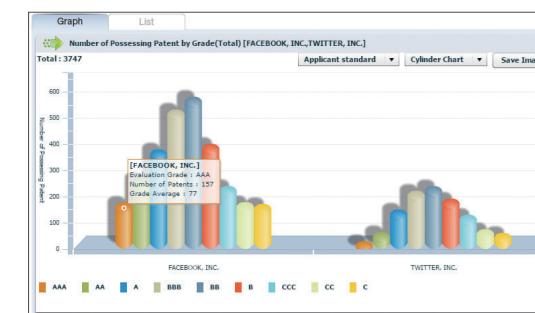 Graph
List
Number of Possessing Patent by Grade(Total) [FACEBOOK, INC.,TWITTER, INC.]
Total : 3747
Applicant standard
Cylinder Chart
Save Ima
Number of Possessing Patent
600
500
400
300
200
100
0
[FACEBOOK, INC.]
Evaluation Grade : AAA
Number of Patents : 157
Grade Average : 77
FACEBOOK, INC.
TWITTER, INC.
AAA AA A BBB BB B CCC CC C